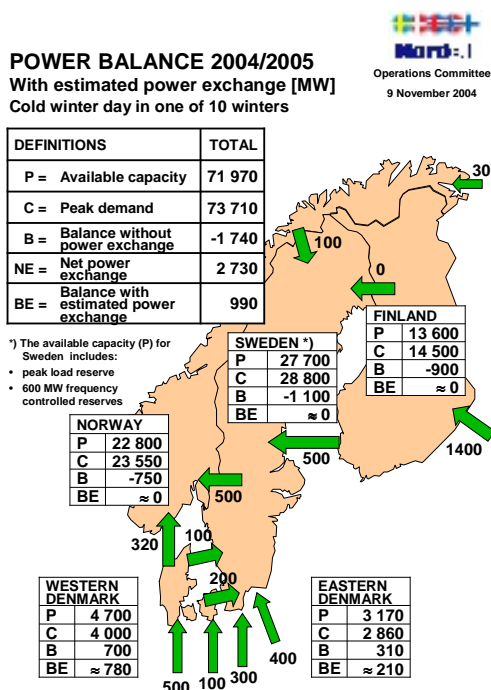 Nordel
POWER BALANCE 2004/2005
With estimated power exchange [MW]
Cold winter day in one of 10 winters
Operations Committee
9 November 2004
DEFINITIONS TOTAL
P = Available capacity 71 970
C = Peak demand 73 710
B = Balance without power exchange -1 740
NE = Net power exchange 2 730
BE = Balance with estimated power exchange 990
*) The available capacity (P) for
Sweden includes:
• peak load reserve
• 600 MW frequency
controlled reserves
30
100
0
FINLAND
P 13 600
C 14 500
B -900
BE ≈ 0
SWEDEN *)
P 27 700
C 28 800
B -1 100
BE ≈ 0
NORWAY
P 22 800
C 23 550
B -750
BE ≈ 0
500
1400
500
320
100
200
WESTERN
DENMARK
P 4 700
C 4 000
B 700
BE ≈ 780
EASTERN
DENMARK
P 3 170
C 2 860
B 310
BE ≈ 210
500
100
300
400